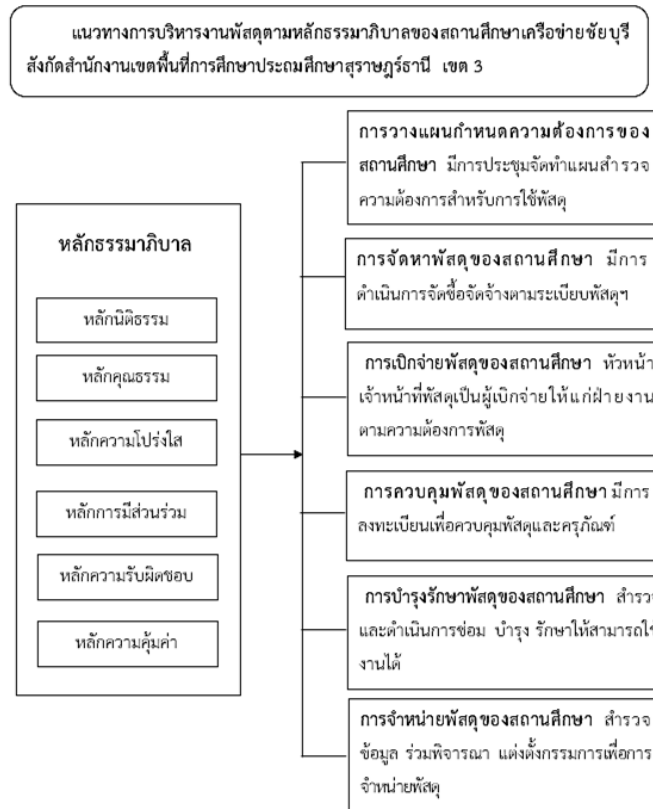 แนวทางการบริหารงานพัสดุตามหลักธรรมาภิบาลของสถานศึกษาเครือข่ายชัยบุรี
สังกัดสำนักงานเขตพื้นที่การศึกษาประถมศึกษาสุราษฎร์ธานี เขต 3
หลักธรรมาภิบาล
หลักนิติธรรม
หลักคุณธรรม
หลักความโปร่งใส
หลักการมีส่วนร่วม
หลักความรับผิดชอบ
หลักความคุ้มค่า
การวางแผนกำหนดความต้องการของ
สถานศึกษา มีการประชุมจัดทำแผนสำรวจ
ความต้องการสำหรับการใช้พัสดุ
การจัดหาพัสดุของสถานศึกษา มีการ
ดำเนินการจัดซื้อจัดจ้างตามระเบียบพัสดุฯ
การเบิกจ่ายพัสดุของสถานศึกษา หัวหน้า
เจ้าหน้าที่พัสดุเป็นผู้เบิกจ่ายให้แก่ฝ่ายงาน
ตามความต้องการพัสดุ
การควบคุมพัสดุของสถานศึกษา มีการ
ลงทะเบียนเพื่อควบคุมพัสดุและครุภัณฑ์
การบำรุงรักษาพัสดุของสถานศึกษา สำรวจ
และดำเนินการซ่อม บำรุง รักษาให้สามารถใช้
งานได้
การจำหน่ายพัสดุของสถานศึกษา สำรวจ
ข้อมูล ร่วมพิจารณา แต่งตั้งกรรมการเพื่อการ
จำหน่ายพัสดุ